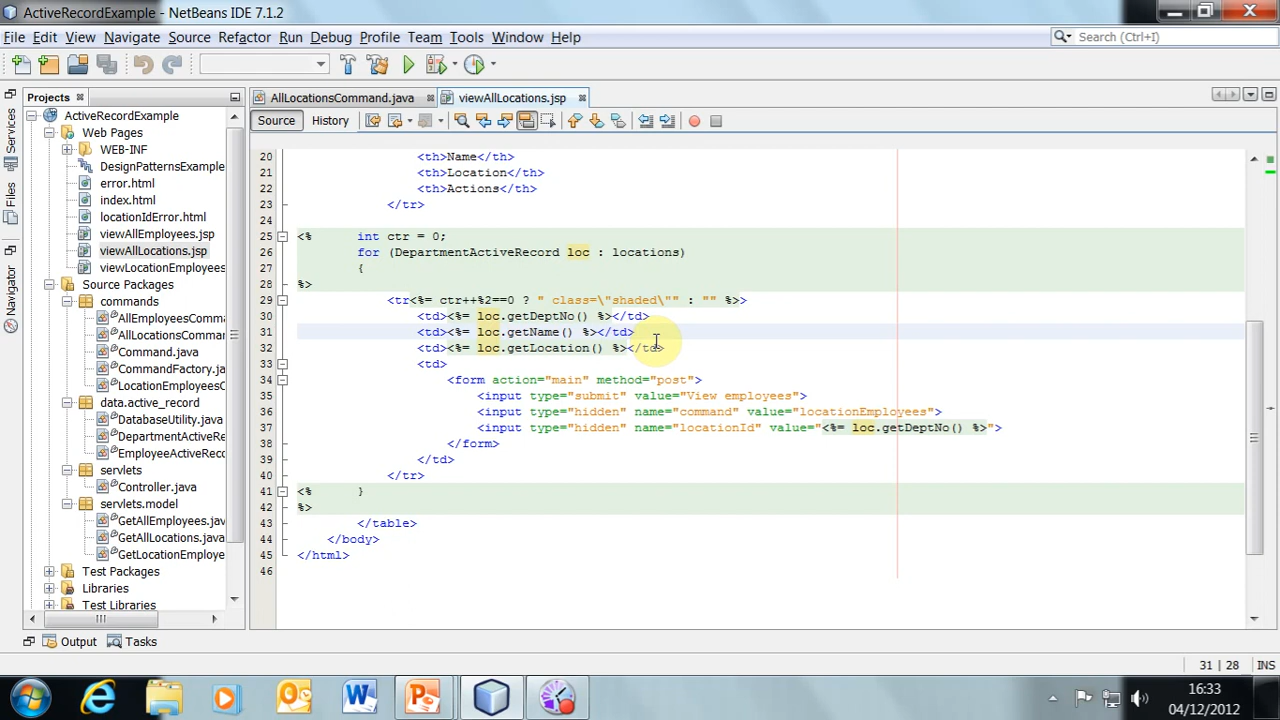 ActiveRecordExample - NetBeans IDE 7.1.2
File Edit View Navigate Source Refactor Run Debug Profile Team Tools Window Help
Search (Ctrl+I)
Projects
AllLocationsCommand.java
viewAllLocations.jsp
Services
Files
Navigator
ActiveRecordExample
Web Pages
WEB-INF
DesignPatternsExample
error.html
index.html
locationIdError.html
viewAllEmployees.jsp
viewAllLocations.jsp
viewLocationEmployees
Source Packages
commands
AllEmployeesComma
AllLocationsComma
Command.java
CommandFactory.ja
LocationEmployees
data.active_record
DatabaseUtility.java
DepartmentActiveRe
EmployeeActiveReco
servlets
Controller.java
servlets.model
GetAllEmployees.jav
GetAllLocations.java
GetLocationEmploye
Test Packages
Libraries
Test Libraries
Source History
20 <th>Name</th>
21 <th>Location</th>
22 <th>Actions</th>
23 </tr>
24
25 <% int ctr = 0;
26 for (DepartmentActiveRecord loc : locations)
27 {
28 %>
29 <tr<%= ctr++%2==0 ? " class=\"shaded\"" : "" %>>
30 <td><%= loc.getDeptNo() %></td>
31 <td><%= loc.getName() %></td>
32 <td><%= loc.getLocation() %></td>
33 <td>
34 <form action="main" method="post">
35 <input type="submit" value="View employees">
36 <input type="hidden" name="command" value="locationEmployees">
37 <input type="hidden" name="locationId" value="<%= loc.getDeptNo() %>">
38 </form>
39 </td>
40 </tr>
41 <% }
42 %>
43 </table>
44 </body>
45 </html>
46
Output Tasks
31 | 28 INS
16:33
04/12/2012